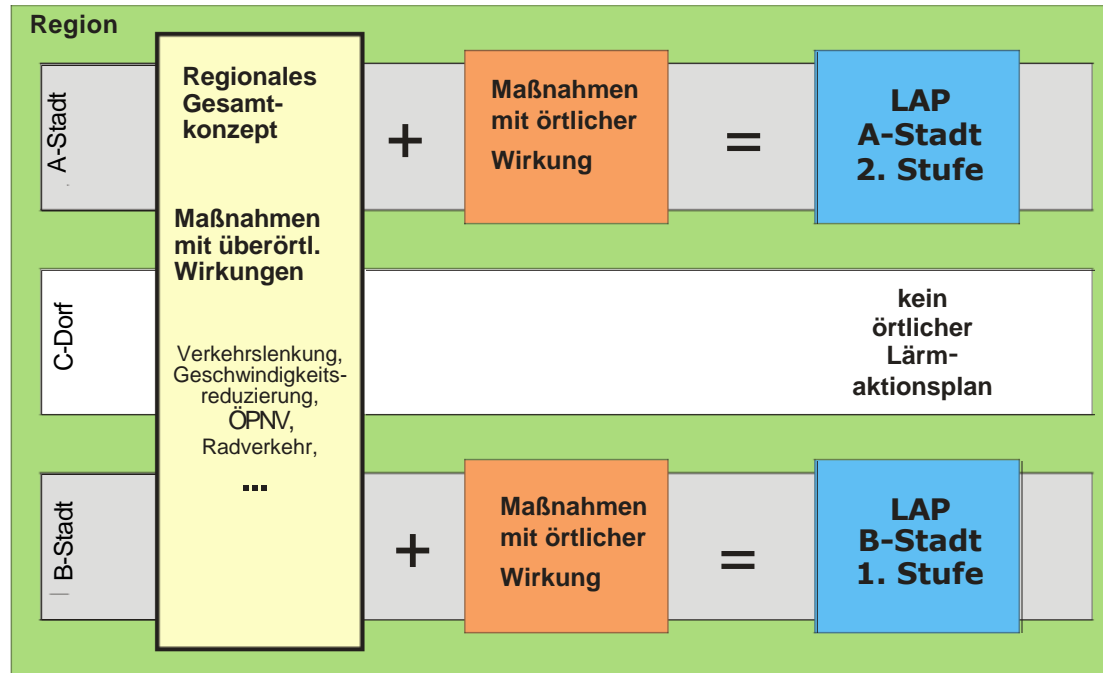 Region
A-Stadt
Regionales
Gesamt-
konzept
Maßnahmen
mit überörtl.
Wirkungen
Verkehrslenkung,
Geschwindigkeits-
reduzierung,
ÖPNV,
Radverkehr,
...
+
Maßnahmen
mit örtlicher
Wirkung
=
LAP
A-Stadt
2. Stufe
C-Dorf
kein
örtlicher
Lärm-
aktionsplan
B-Stadt
+
Maßnahmen
mit örtlicher
Wirkung
=
LAP
B-Stadt
1. Stufe